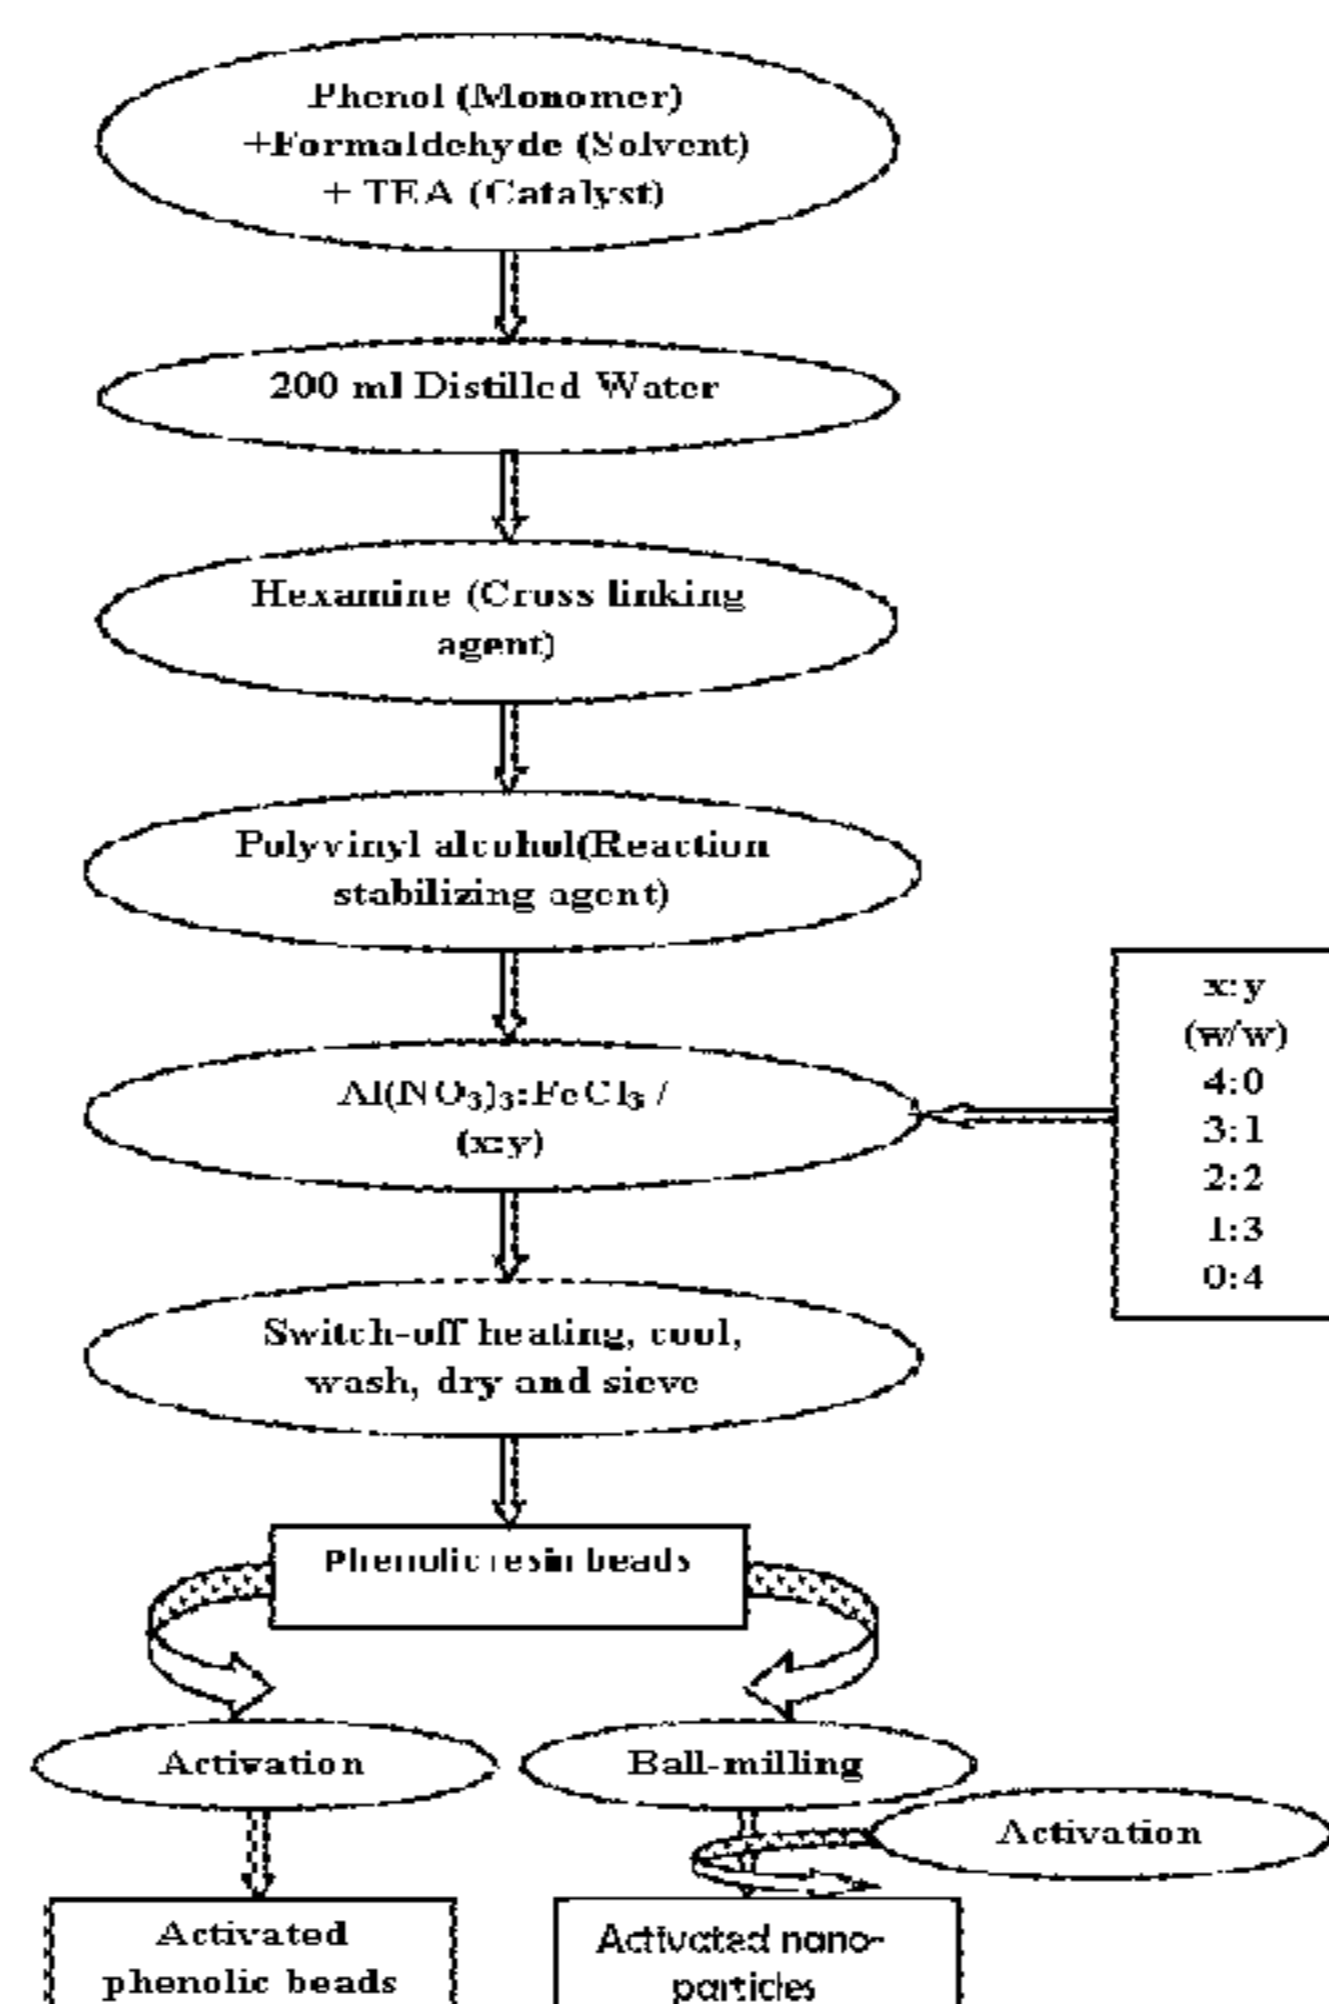 Phenol (Monomer)
+Formaldehyde (Solvent)
+ TEA (Catalyst)
200 ml Distilled Water
Hexamine (Cross linking
agent)
Polyvinyl alcohol(Reaction
stabilizing agent)
Al(NO₃)₃:FeCl₃ /
(x:y)
x:y
(w/w)
4:0
3:1
2:2
1:3
0:4
Switch-off heating, cool,
wash, dry and sieve
Phenolic resin beads
Activation
Ball-milling
Activation
Activated
phenolic beads
Activated nano-
particles